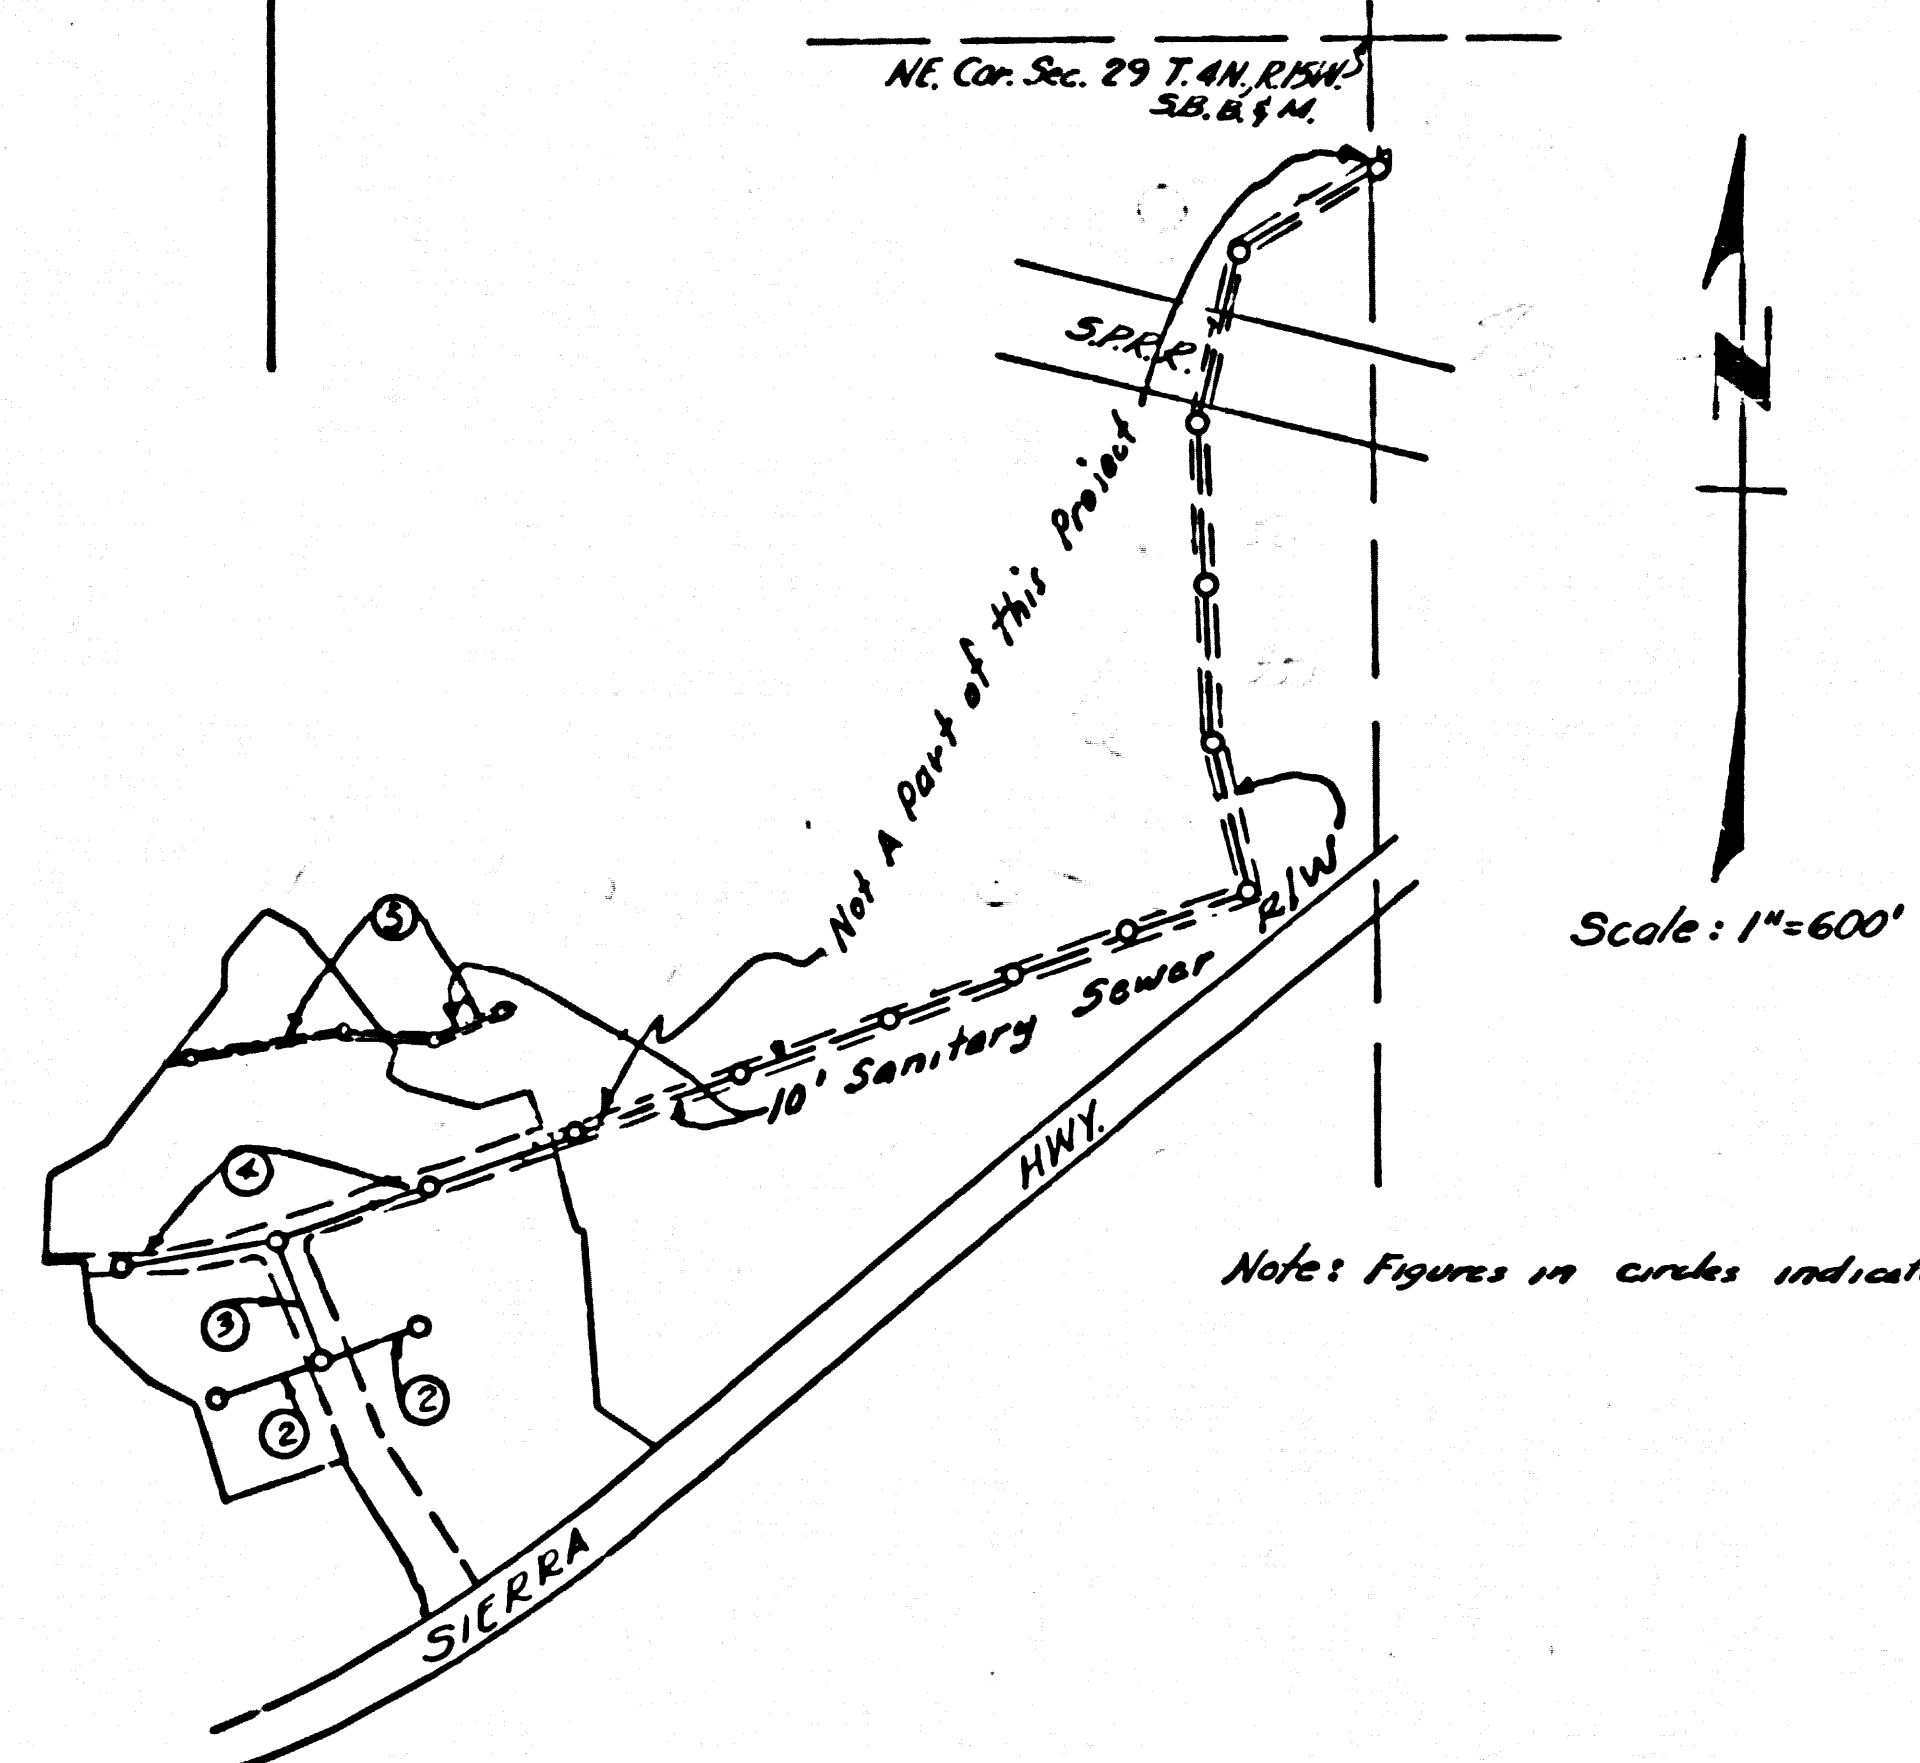 NE. Cor. Sec. 29 T.4N., R.15W.
S.B.B. & M.
S.P.R.R.
N
Not A Part of this Project
R/W
Scale: 1"=600'
5
10' Sanitary Sewer
HWY.
4
Note: Figures in circles
3
2
2
SIERRA